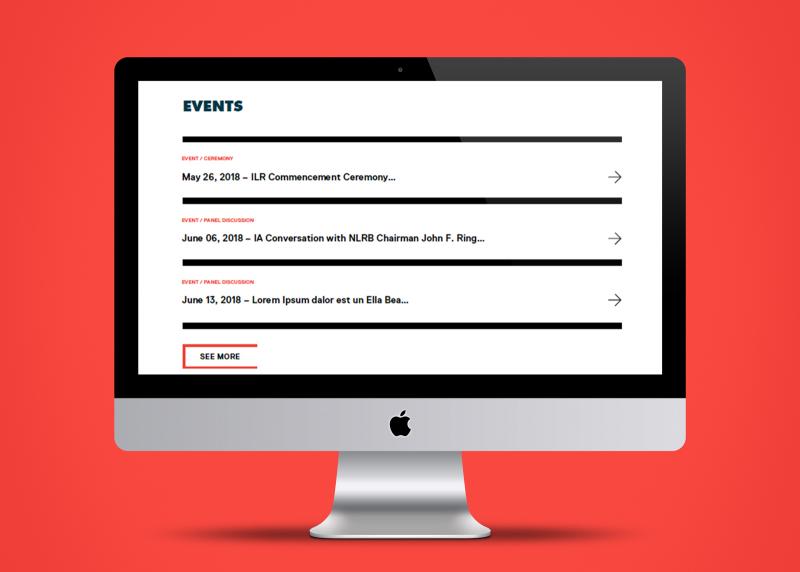 EVENTS
EVENT / CEREMONY
May 26, 2018 – ILR Commencement Ceremony...
EVENT / PANEL DISCUSSION
June 06, 2018 – IA Conversation with NLRB Chairman John F. Ring...
EVENT / PANEL DISCUSSION
June 13, 2018 – Lorem Ipsum dalor est un Ella Bea...
SEE MORE